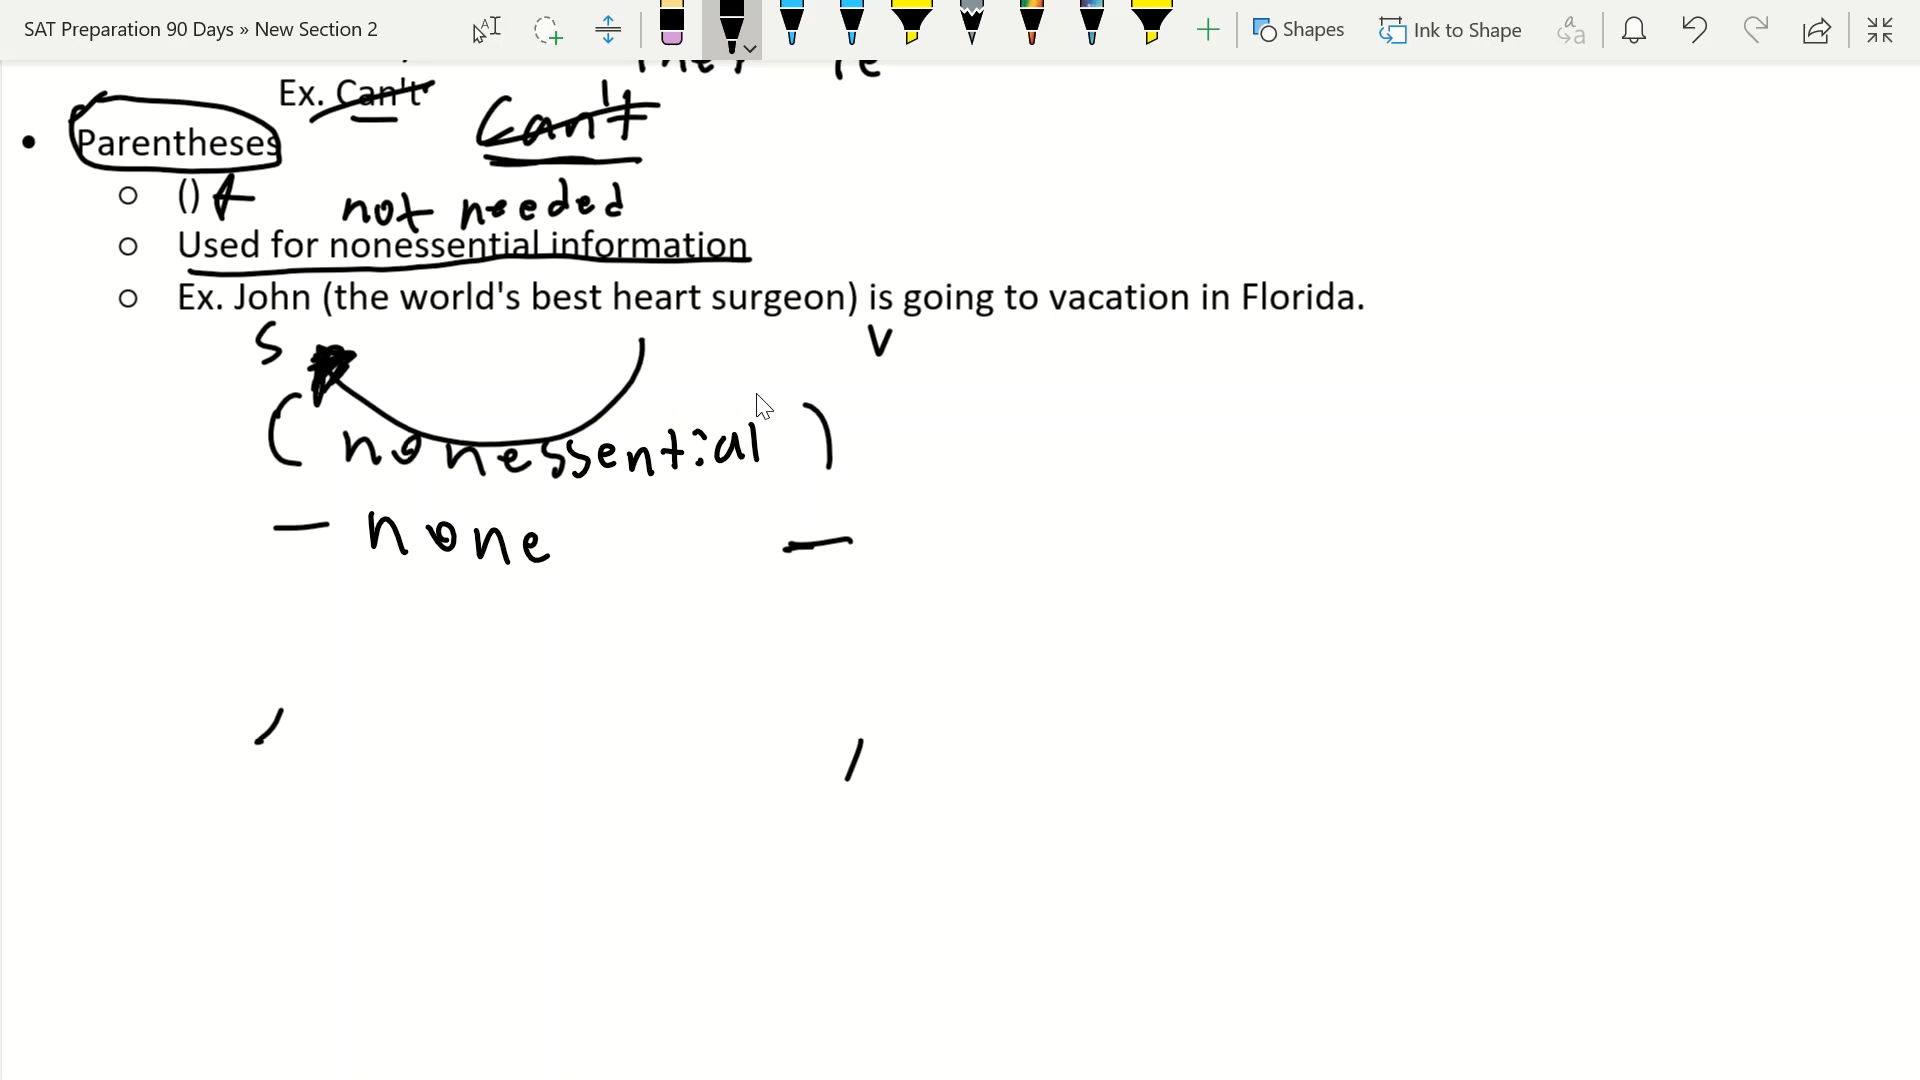 SAT Preparation 90 Days » New Section 2
Shapes
Ink to Shape
Ex. Can't
Can't
• Parentheses
○ ()
not needed
○ Used for nonessential information
○ Ex. John (the world's best heart surgeon) is going to vacation in Florida.
S V
( nonessential )
— none —
, ,